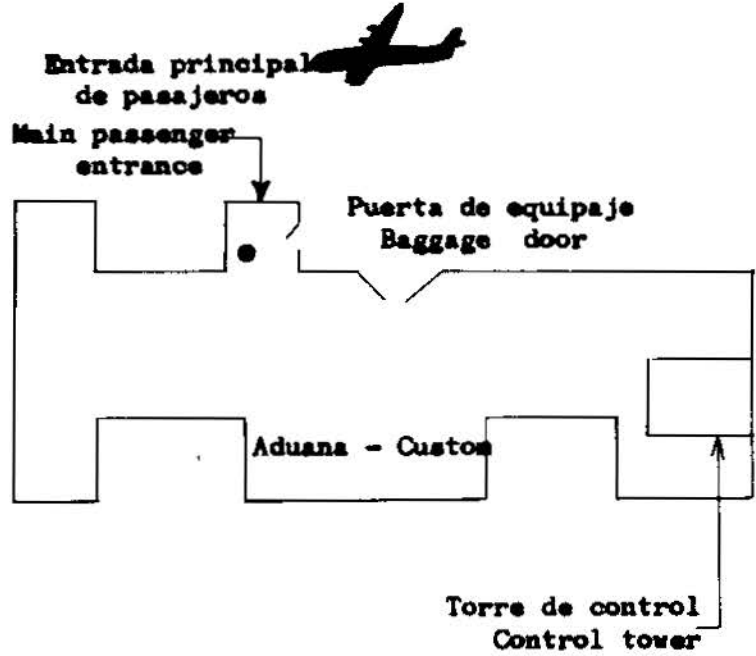 Entrada principal
de pasajeros
Main passenger
entrance
Puerta de equipaje
Baggage door
Aduana - Custom
Torre de control
Control tower